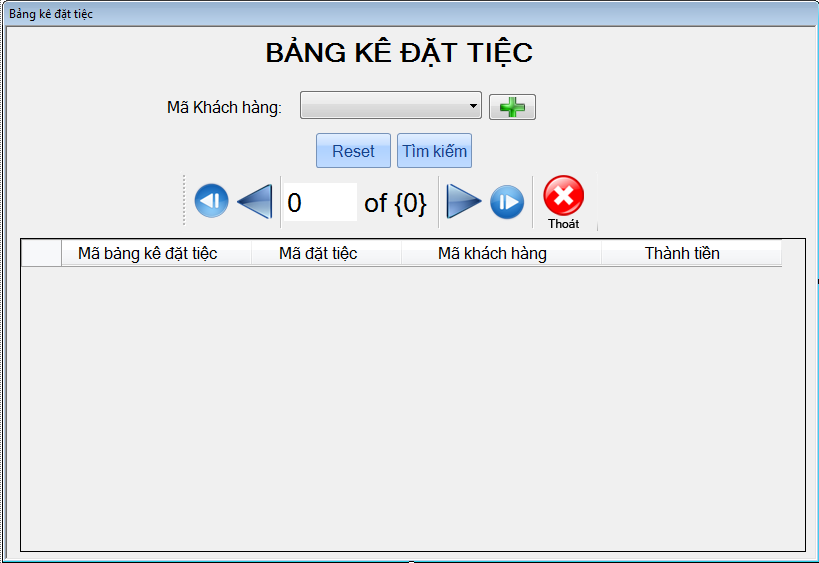 Bảng kê đặt tiệc
BẢNG KÊ ĐẶT TIỆC
Mã Khách hàng:
Reset Tìm kiếm
0 of {0}
Thoát
Mã bảng kê đặt tiệc Mã đặt tiệc Mã khách hàng Thành tiền